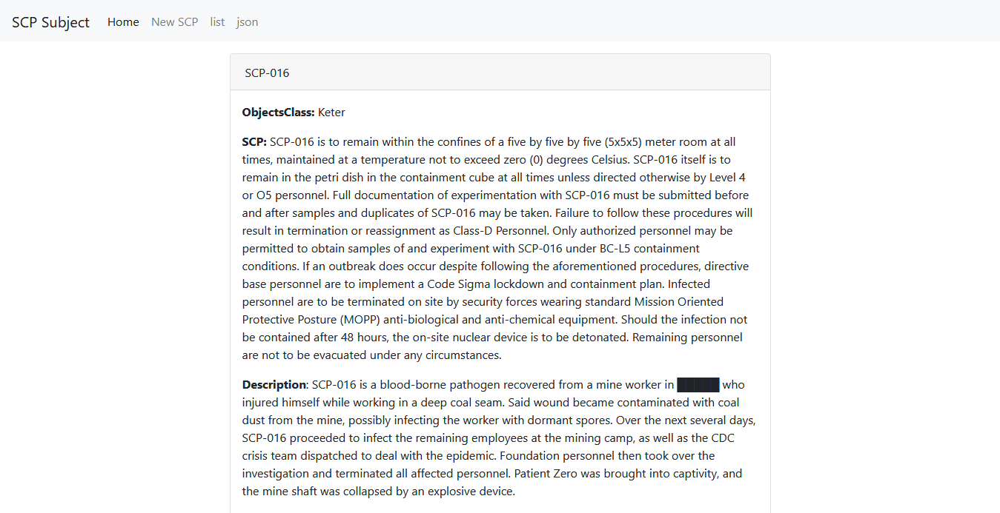 SCP Subject Home New SCP list json
SCP-016
ObjectsClass: Keter
SCP: SCP-016 is to remain within the confines of a five by five by five (5x5x5) meter room at all
times, maintained at a temperature not to exceed zero (0) degrees Celsius. SCP-016 itself is to
remain in the petri dish in the containment cube at all times unless directed otherwise by Level 4
or O5 personnel. Full documentation of experimentation with SCP-016 must be submitted before
and after samples and duplicates of SCP-016 may be taken. Failure to follow these procedures will
result in termination or reassignment as Class-D Personnel. Only authorized personnel may be
permitted to obtain samples of and experiment with SCP-016 under BC-L5 containment
conditions. If an outbreak does occur despite following the aforementioned procedures, directive
base personnel are to implement a Code Sigma lockdown and containment plan. Infected
personnel are to be terminated on site by security forces wearing standard Mission Oriented
Protective Posture (MOPP) anti-biological and anti-chemical equipment. Should the infection not
be contained after 48 hours, the on-site nuclear device is to be detonated. Remaining personnel
are not to be evacuated under any circumstances.
Description: SCP-016 is a blood-borne pathogen recovered from a mine worker in █████ who
injured himself while working in a deep coal seam. Said wound became contaminated with coal
dust from the mine, possibly infecting the worker with dormant spores. Over the next several days,
SCP-016 proceeded to infect the remaining employees at the mining camp, as well as the CDC
crisis team dispatched to deal with the epidemic. Foundation personnel then took over the
investigation and terminated all affected personnel. Patient Zero was brought into captivity, and
the mine shaft was collapsed by an explosive device.